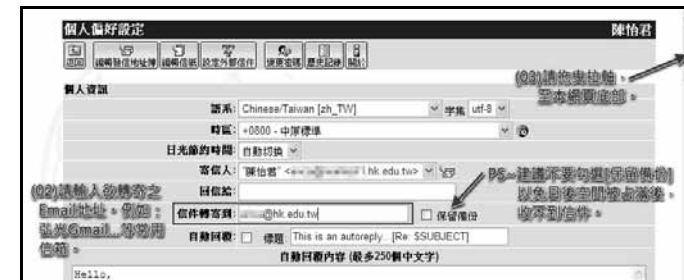 個人偏好設定 陳怡君
返回 編輯發信地址簿 編輯信紙 設定外部信件 變更密碼 歷史記錄 關於
(03)請拖曳拉軸,
至本網頁底部。
個人資訊
語系: Chinese/Taiwan [zh_TW] 字集 utf-8
時區: +0800 - 中原標準
日光節約時間: 自動切換
寄信人: "陳怡君" < hk.edu.tw>
PS~建議不要勾選[保留備份]
以免日後空間被占滿後,
收不到信件。
回信給:
(02)請輸入欲轉寄之
Email地址。例如:
弘光Gmail...等常用
信箱。
信件轉寄到: @hk.edu.tw 保留備份
自動回覆: 標題: This is an autoreply...[Re: $SUBJECT]
自動回覆內容 (最多250個中文字)
Hello,